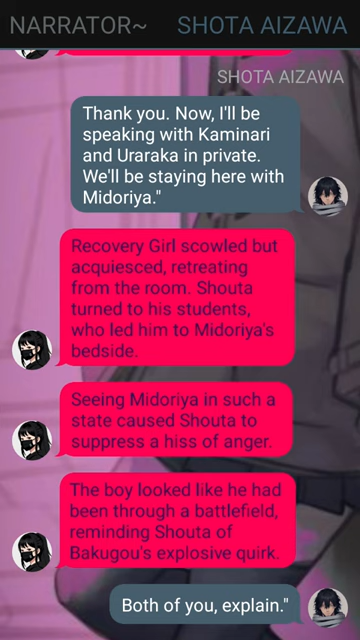 NARRATOR~ SHOTA AIZAWA
SHOTA AIZAWA
Thank you. Now, I'll be
speaking with Kaminari
and Uraraka in private.
We'll be staying here with
Midoriya."
Recovery Girl scowled but
acquiesced, retreating
from the room. Shouta
turned to his students,
who led him to Midoriya's
bedside.
Seeing Midoriya in such a
state caused Shouta to
suppress a hiss of anger.
The boy looked like he had
been through a battlefield,
reminding Shouta of
Bakugou's explosive quirk.
Both of you, explain."